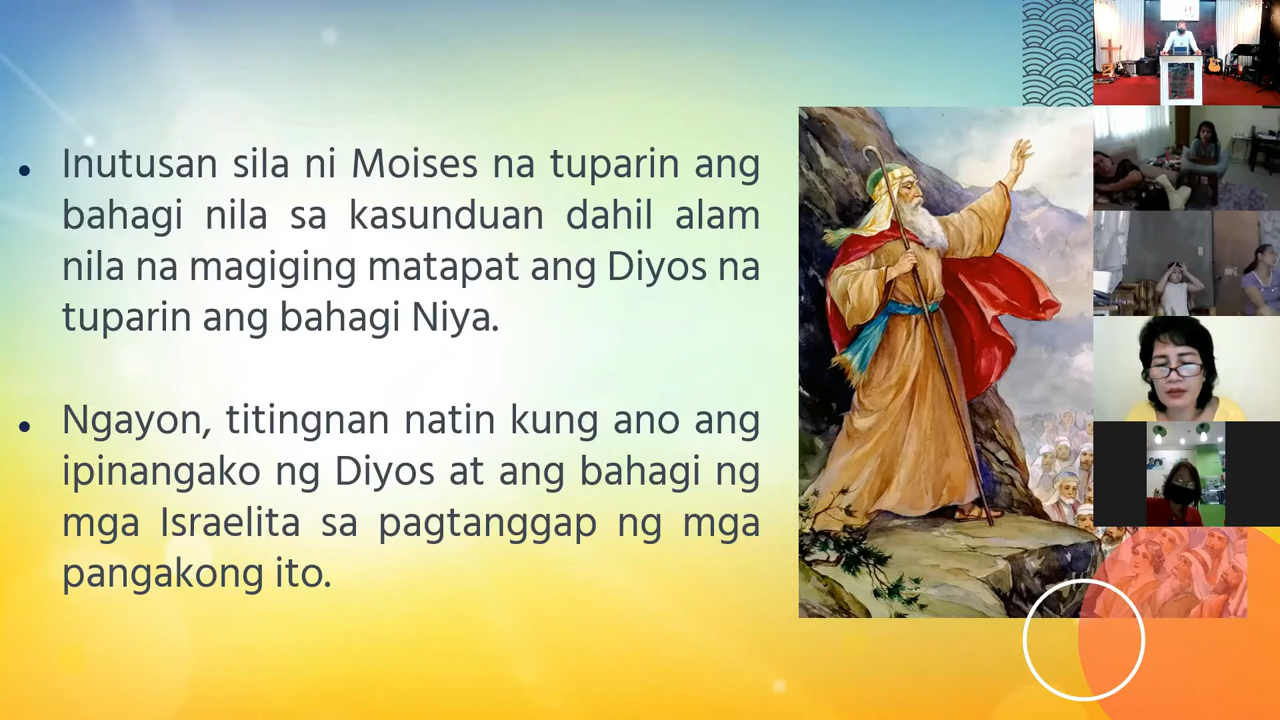 Inutusan sila ni Moises na tuparin ang
bahagi nila sa kasunduan dahil alam
nila na magiging matapat ang Diyos na
tuparin ang bahagi Niya.
Ngayon, titingnan natin kung ano ang
ipinangako ng Diyos at ang bahagi ng
mga Israelita sa pagtanggap ng mga
pangakong ito.